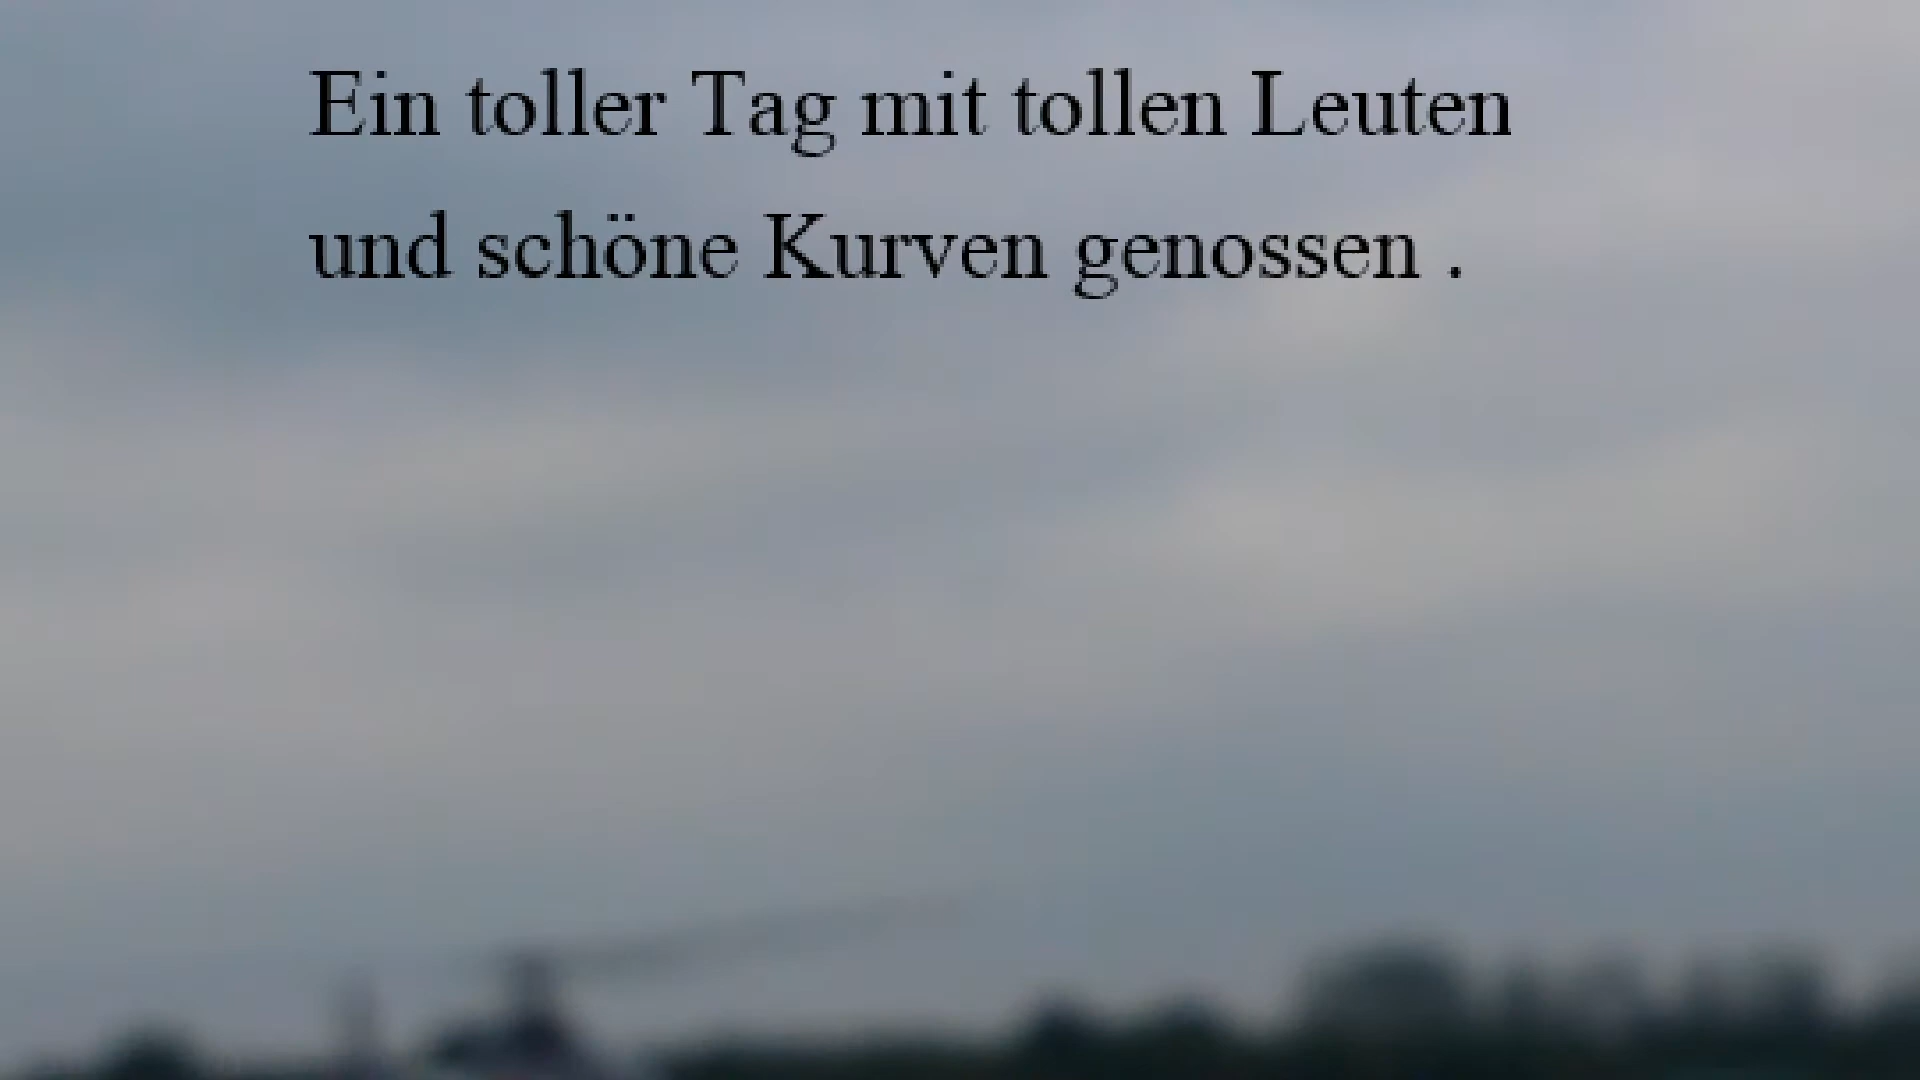 Ein toller Tag mit tollen Leuten
und schöne Kurven genossen .